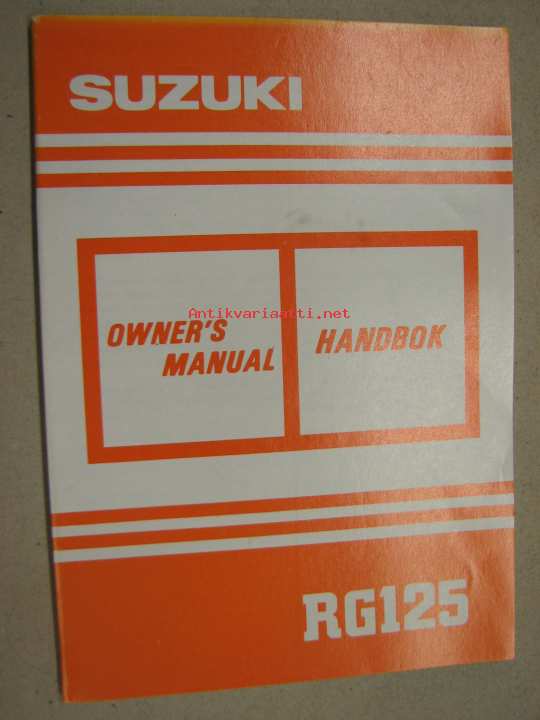 SUZUKI
OWNER'S
MANUAL
HANDBOK
Antikvariaatti.net
RG125